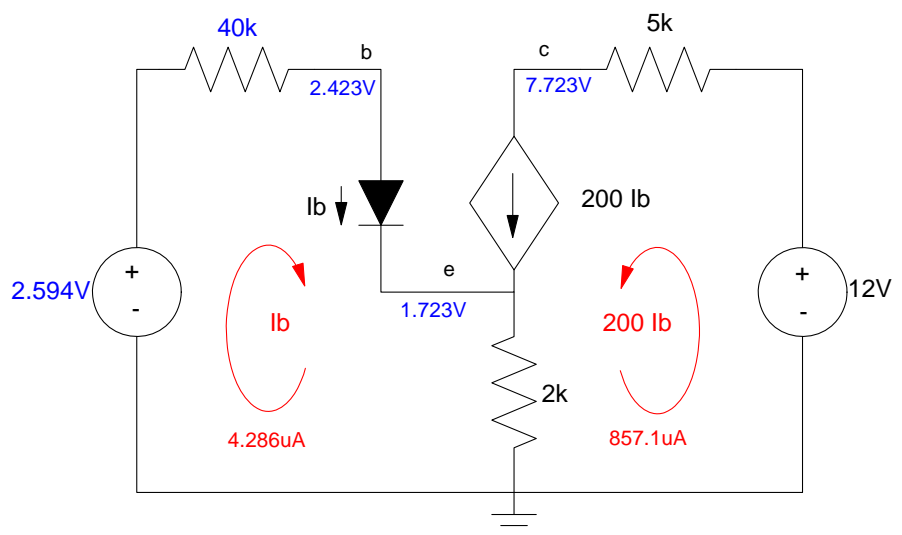 40k
5k
b
c
2.423V
7.723V
Ib
200 Ib
e
+
-
+
-
2.594V
12V
1.723V
Ib
200 Ib
2k
4.286uA
857.1uA